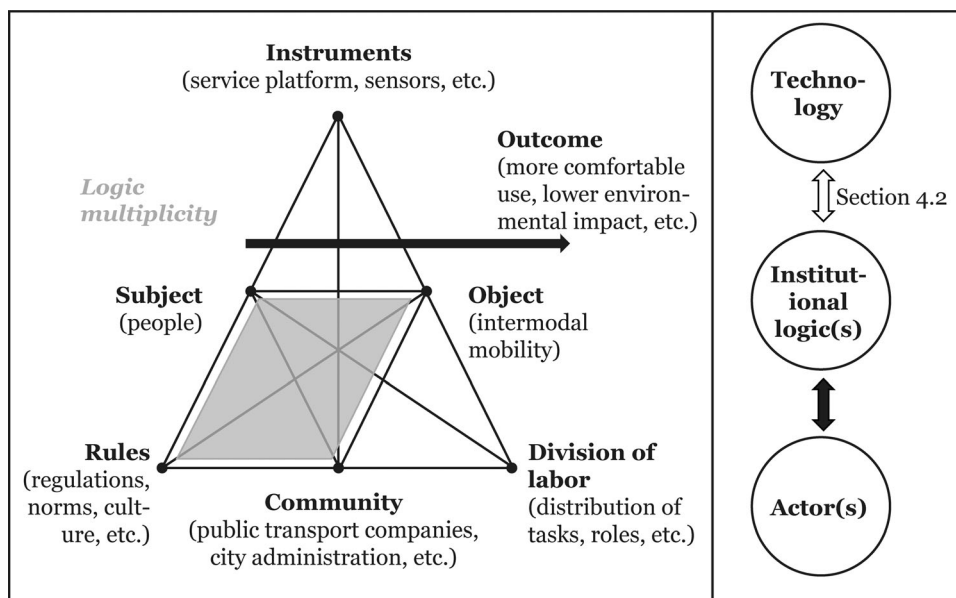 Instruments
(service platform, sensors, etc.)
Outcome
(more comfortable
use, lower environ-
mental impact, etc.)
Logic
multiplicity
Subject
(people)
Object
(intermodal
mobility)
Rules
(regulations,
norms, cult-
ure, etc.)
Community
(public transport companies,
city administration, etc.)
Division of
labor
(distribution of
tasks, roles, etc.)
Techno-
logy
Section 4.2
Institut-
ional
logic(s)
Actor(s)